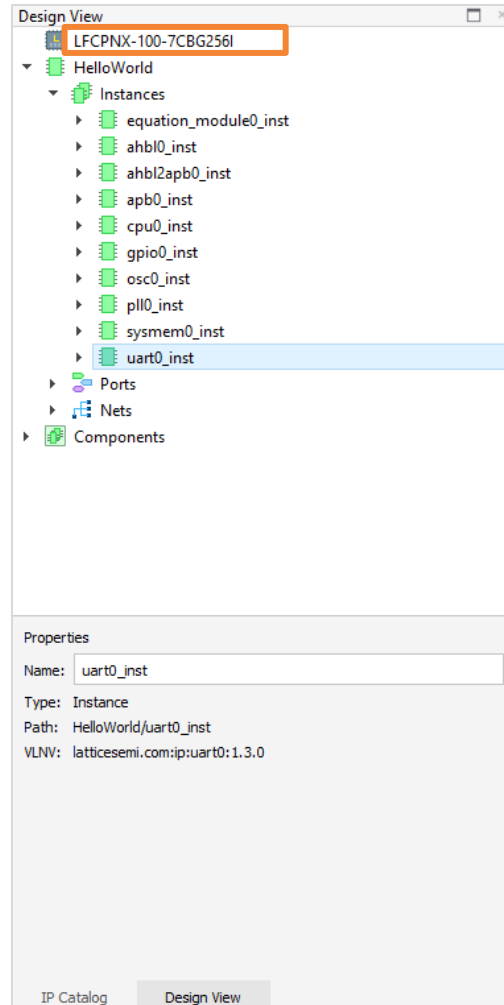 Design View
LFCPNX-100-7CBG256I
HelloWorld
Instances
equation_module0_inst
ahbl0_inst
ahbl2apb0_inst
apb0_inst
cpu0_inst
gpio0_inst
osc0_inst
pll0_inst
sysmem0_inst
uart0_inst
Ports
Nets
Components
Properties
Name: uart0_inst
Type: Instance
Path: HelloWorld/uart0_inst
VLNV: latticesemi.com:ip:uart0:1.3.0
IP Catalog Design View